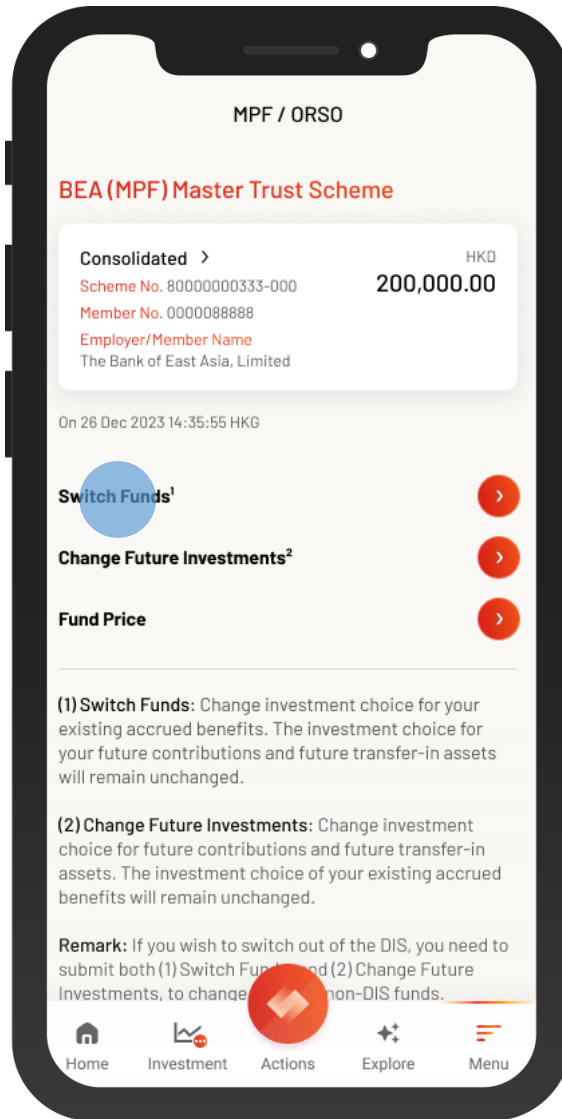 MPF / ORSO
BEA (MPF) Master Trust Scheme
Consolidated >
HKD
Scheme No. 80000000333-000
200,000.00
Member No. 0000088888
Employer/Member Name
The Bank of East Asia, Limited
On 26 Dec 2023 14:35:55 HKG
Switch Funds¹
Change Future Investments²
Fund Price
(1) Switch Funds: Change investment choice for your
existing accrued benefits. The investment choice for
your future contributions and future transfer-in assets
will remain unchanged.
(2) Change Future Investments: Change investment
choice for future contributions and future transfer-in
assets. The investment choice of your existing accrued
benefits will remain unchanged.
Remark: If you wish to switch out of the DIS, you need to
submit both (1) Switch and (2) Change Future
Investments, to change non-DIS funds.
Home Investment Actions Explore Menu